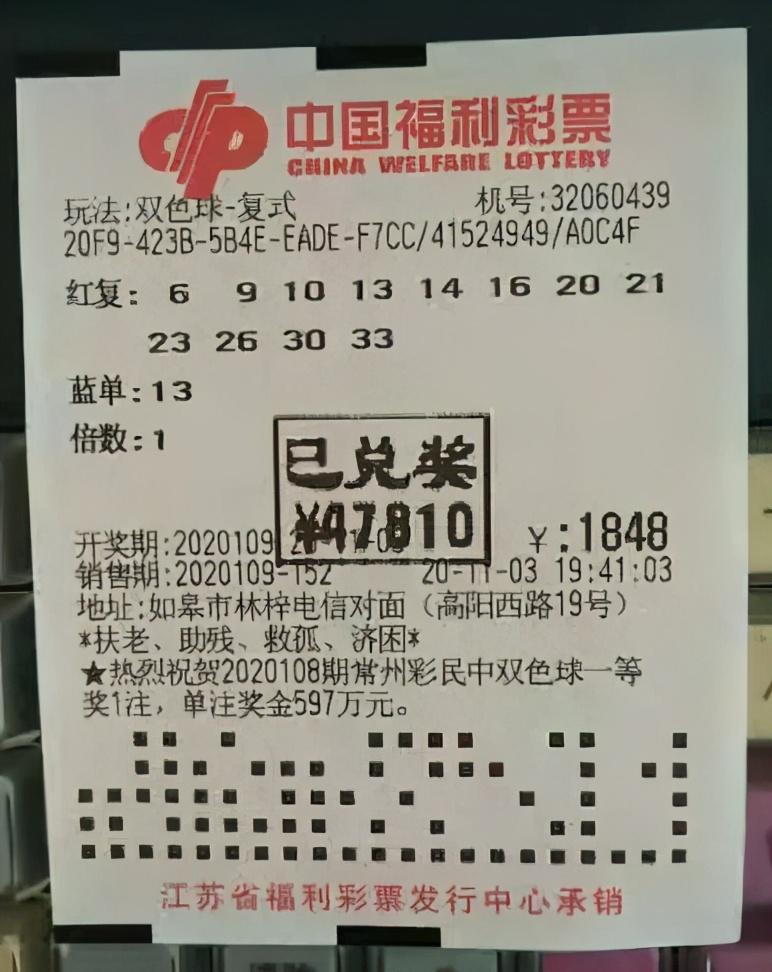 中国福利彩票
CHINA WELFARE LOTTERY
玩法:双色球-复式 机号:32060439
20F9-423B-5B4E-EADE-F7CC/41524949/A0C4F
红复: 6 9 10 13 14 16 20 21
23 26 30 33
蓝单:13
倍数:1
已兑奖
¥47810
开奖期:2020109 ¥:1848
销售期:2020109-152 20-11-03 19:41:03
地址:如皋市林梓电信对面(高阳西路19号)
*扶老、助残、救孤、济困*
★热烈祝贺2020108期常州彩民中双色球一等
奖1注,单注奖金597万元。
江苏省福利彩票发行中心承销